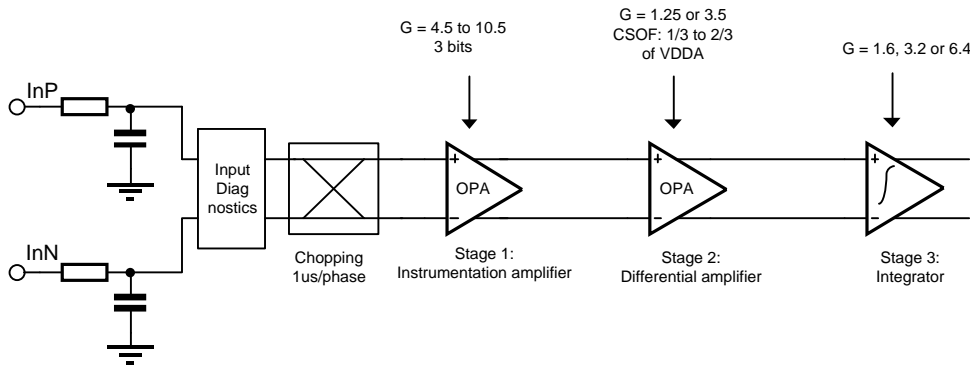 G = 4.5 to 10.5
3 bits
G = 1.25 or 3.5
CSOF: 1/3 to 2/3
of VDDA
G = 1.6, 3.2 or 6.4
InP
Input
Diag
nostics
+
OPA
−
+
OPA
−
+
−
InN
Chopping
1us/phase
Stage 1:
Instrumentation amplifier
Stage 2:
Differential amplifier
Stage 3:
Integrator